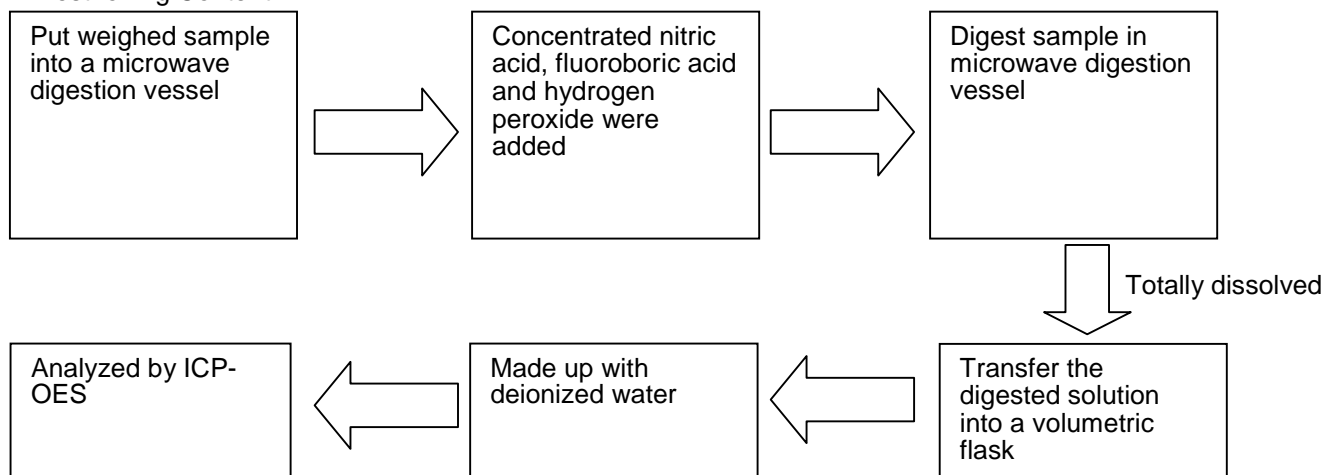 Put weighed sample
into a microwave
digestion vessel
Concentrated nitric
acid, fluoroboric acid
and hydrogen
peroxide were
added
Digest sample in
microwave digestion
vessel
Totally dissolved
Transfer the
digested solution
into a volumetric
flask
Made up with
deionized water
Analyzed by ICP-
OES